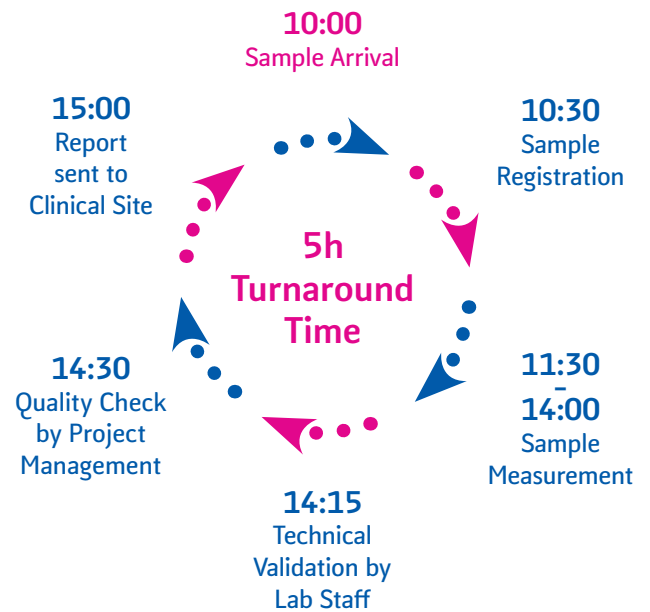 10:00
Sample Arrival
10:30
Sample
Registration
11:30
–
14:00
Sample
Measurement
14:15
Technical
Validation by
Lab Staff
14:30
Quality Check
by Project
Management
15:00
Report
sent to
Clinical Site
5h
Turnaround
Time